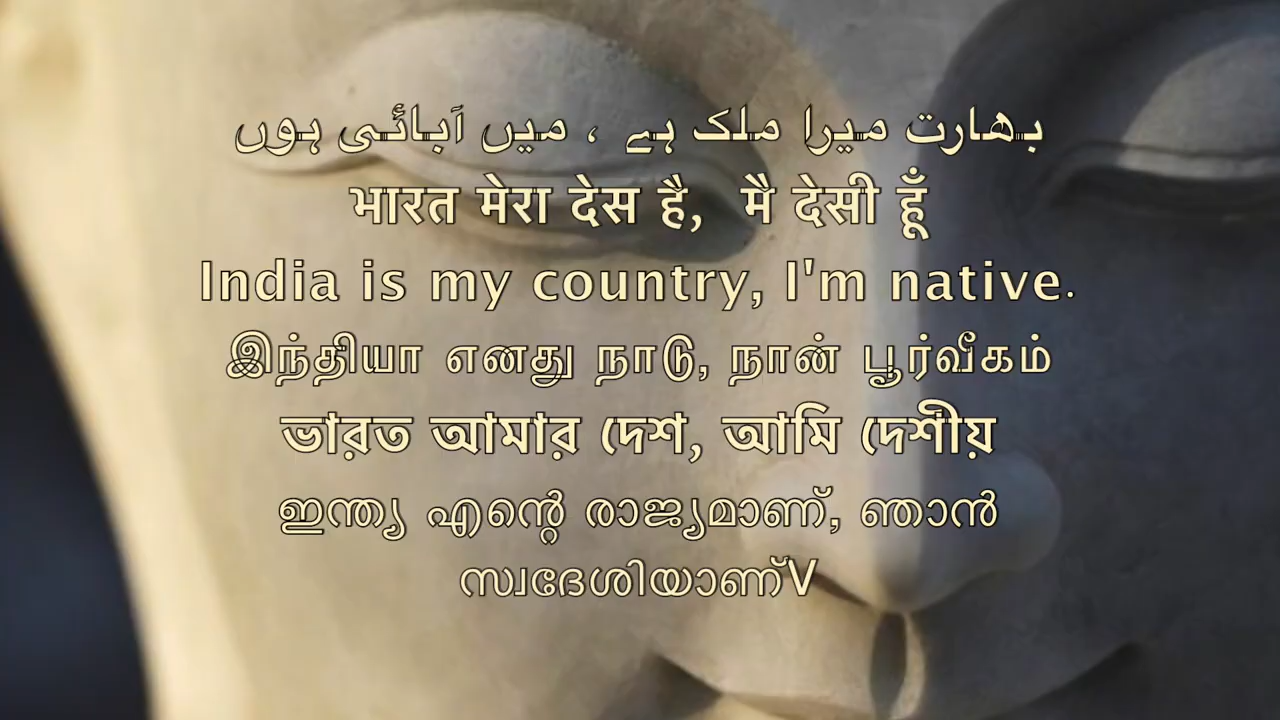 بھارت میرا ملک ہے ، میں آبائی ہوں
भारत मेरा देस है, मै देसी हूँ
India is my country, I'm native.
இந்தியா எனது நாடு, நான் பூர்வீகம்
ভারত আমার দেশ, আমি দেশীয়
ഇന്ത്യ എന്റെ രാജ്യമാണ്, ഞാൻ
സ്വദേശിയാണ്V